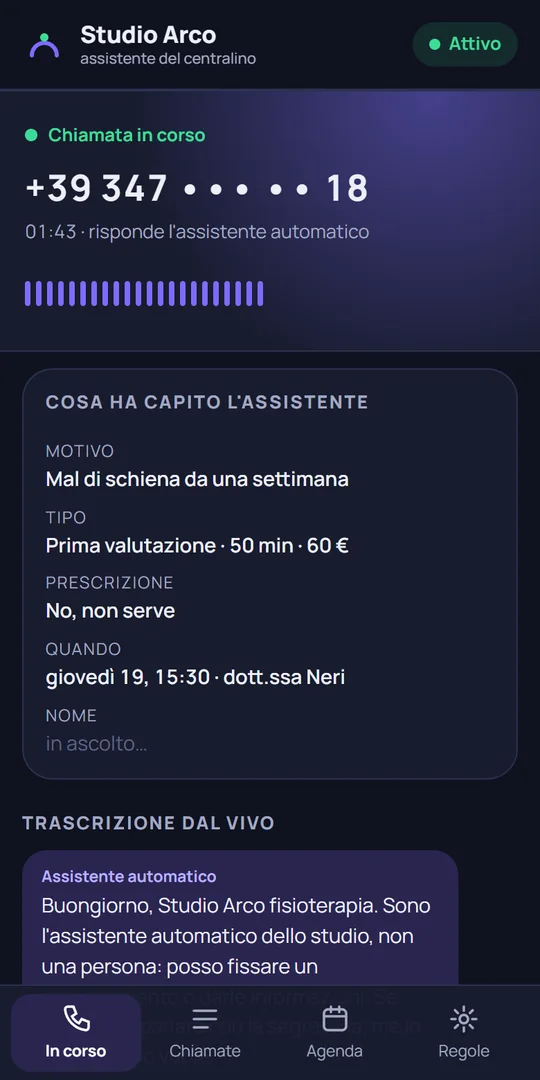 Studio Arco
assistente del centralino
Attivo
Chiamata in corso
+39 347 • • • • • 18
01:43 · risponde l'assistente automatico
COSA HA CAPITO L'ASSISTENTE
MOTIVO
Mal di schiena da una settimana
TIPO
Prima valutazione · 50 min · 60 €
PRESCRIZIONE
No, non serve
QUANDO
giovedì 19, 15:30 · dott.ssa Neri
NOME
in ascolto…
TRASCRIZIONE DAL VIVO
Assistente automatico
Buongiorno, Studio Arco fisioterapia. Sono
l'assistente automatico dello studio, non
una persona: posso fissare un
In corso
Chiamate
Agenda
Regole